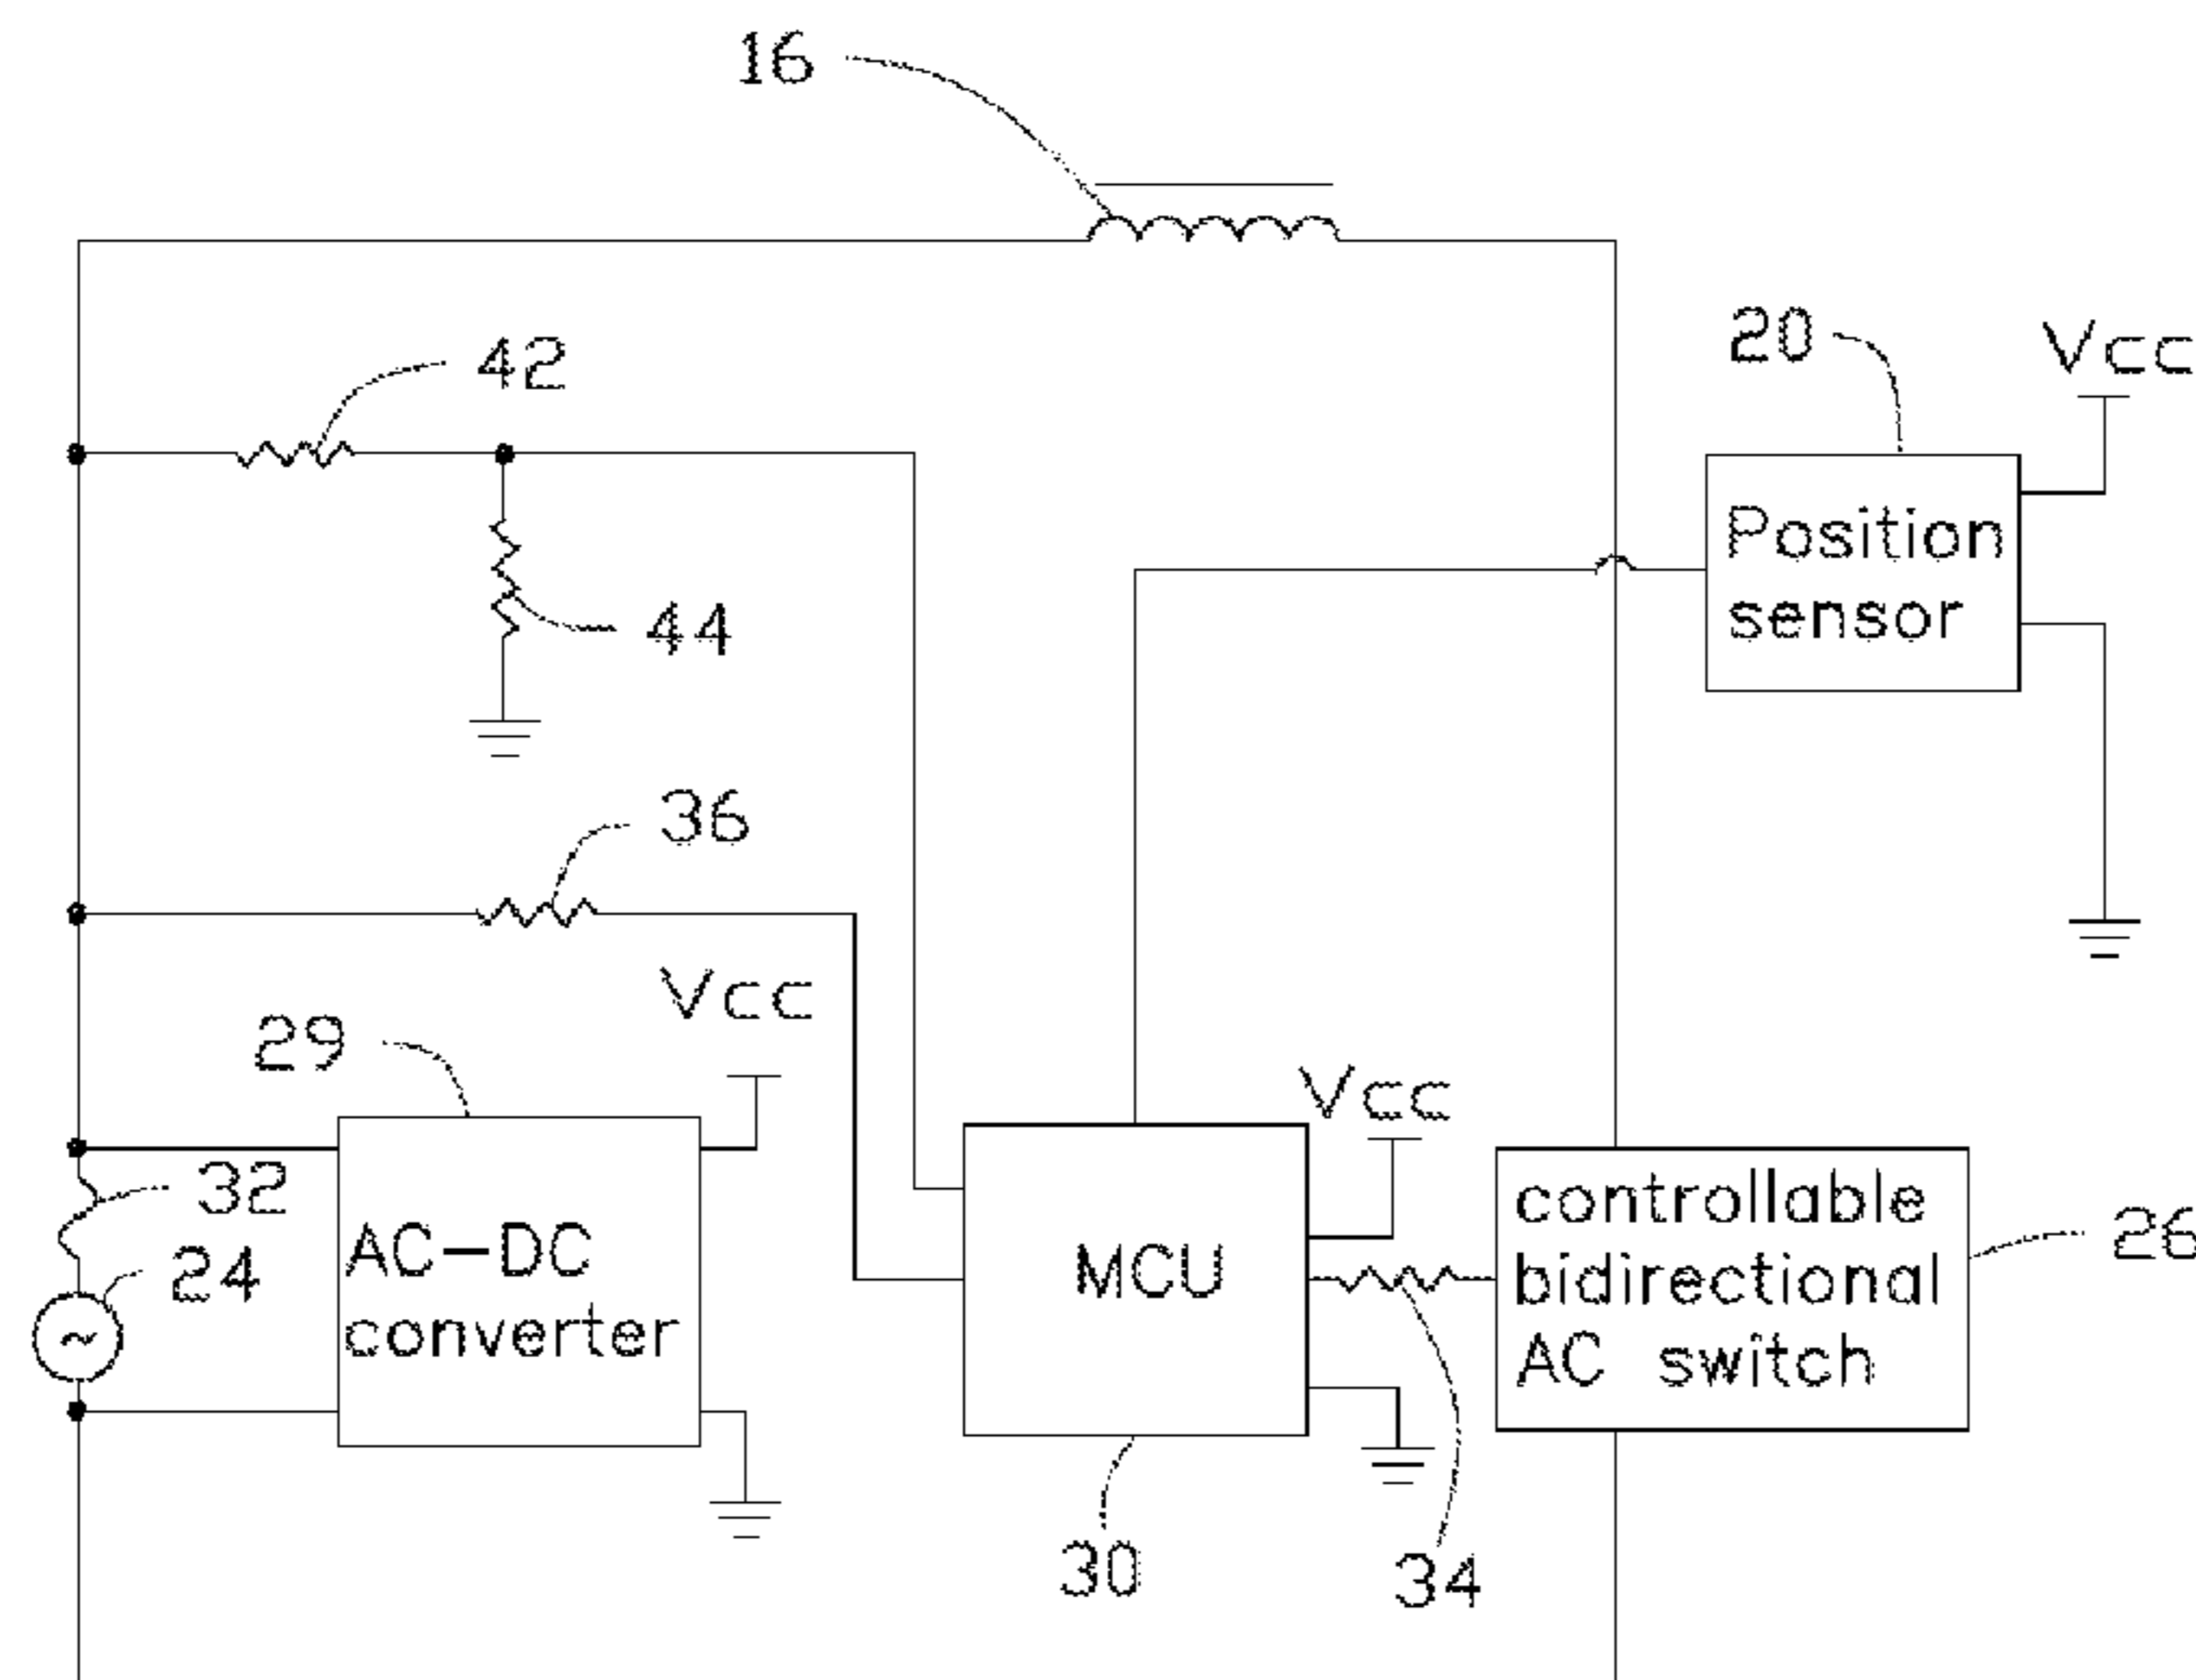 16
42
20
Vcc
Position
sensor
44
36
Vcc
29
Vcc
32
24
AC-DC
converter
MCU
controllable
bidirectional
AC switch
26
30
34